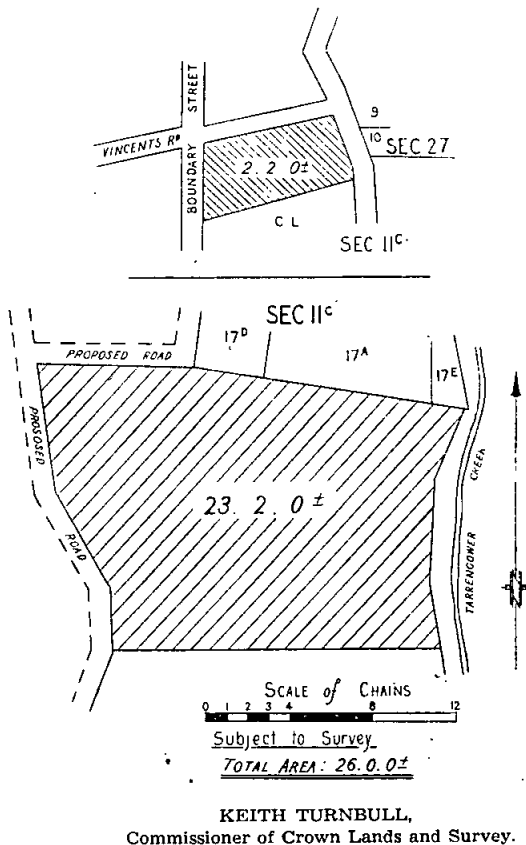 STREET
BOUNDARY
VINCENTS RD
9
10
SEC 27
2. 2. 0±
C L
SEC 11C.
SEC 11C
17D
17A
17E
PROPOSED ROAD
PROPOSED
ROAD
23. 2. 0±
TARRENGOWER CREEK
N
SCALE of CHAINS
0 1 2 3 4 8 12
Subject to Survey
TOTAL AREA: 26.0.0±
KEITH TURNBULL,
Commissioner of Crown Lands and Survey.